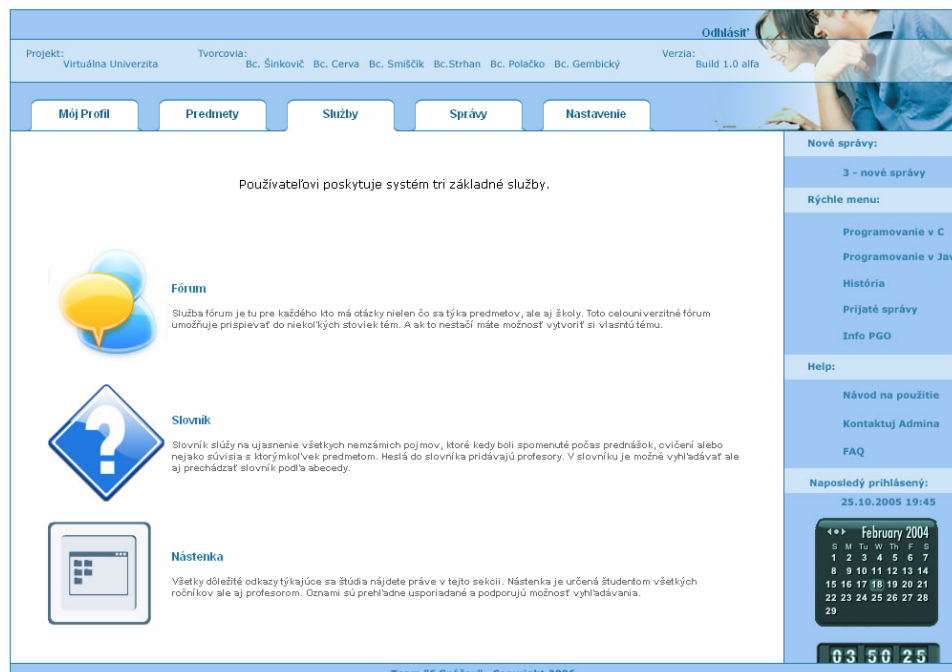 Odhlásiť
Projekt:
Virtuálna Univerzita
Tvorcovia:
Bc. Šinkovič Bc. Cerva Bc. Smiščik Bc.Strhan Bc. Polačko Bc. Gembický
Verzia:
Build 1.0 alfa
Mój Profil
Predmety
Služby
Správy
Nastavenie
Používateľovi poskytuje systém tri základné služby.
Fórum
Služba fórum je tu pre každého kto má otázky nielen čo sa týka predmetov, ale aj školy. Toto celouniverzitné fórum
umožňuje prispievať do niekoľkých stoviek tém. A ak to nestačí máte možnosť vytvoriť si vlasntú tému.
Slovník
Slovník slúžy na ujasnenie všetkych nemzámich pojmov, ktoré kedy boli spomenuté počas prednášok, cvičení alebo
nejako súvisia s ktorýmkoľvek predmetom. Heslá do slovníka pridávajú profesory. V slovníku je možné vyhľadávať ale
aj prechádzať slovník podľa abecedy.
Nástenka
Všetky dôležité odkazy týkajúce sa štúdia nájdete práve v tejto sekcii. Nástenka je určená študentom všetkých
ročníkov ale aj profesorom. Oznami sú prehľadne usporiadané a podporujú možnosť vyhľadávania.
Nové správy:
3 - nové správy
Rýchle menu:
Programovanie v C
Programovanie v Jav
História
Prijaté správy
Info PGO
Help:
Návod na použitie
Kontaktuj Admina
FAQ
Naposledý prihlásený:
25.10.2005 19:45
February 2004
S M Tu W Th F S
1 2 3 4 5 6 7
8 9 10 11 12 13 14
15 16 17 18 19 20 21
22 23 24 25 26 27 28
29
03 50 25